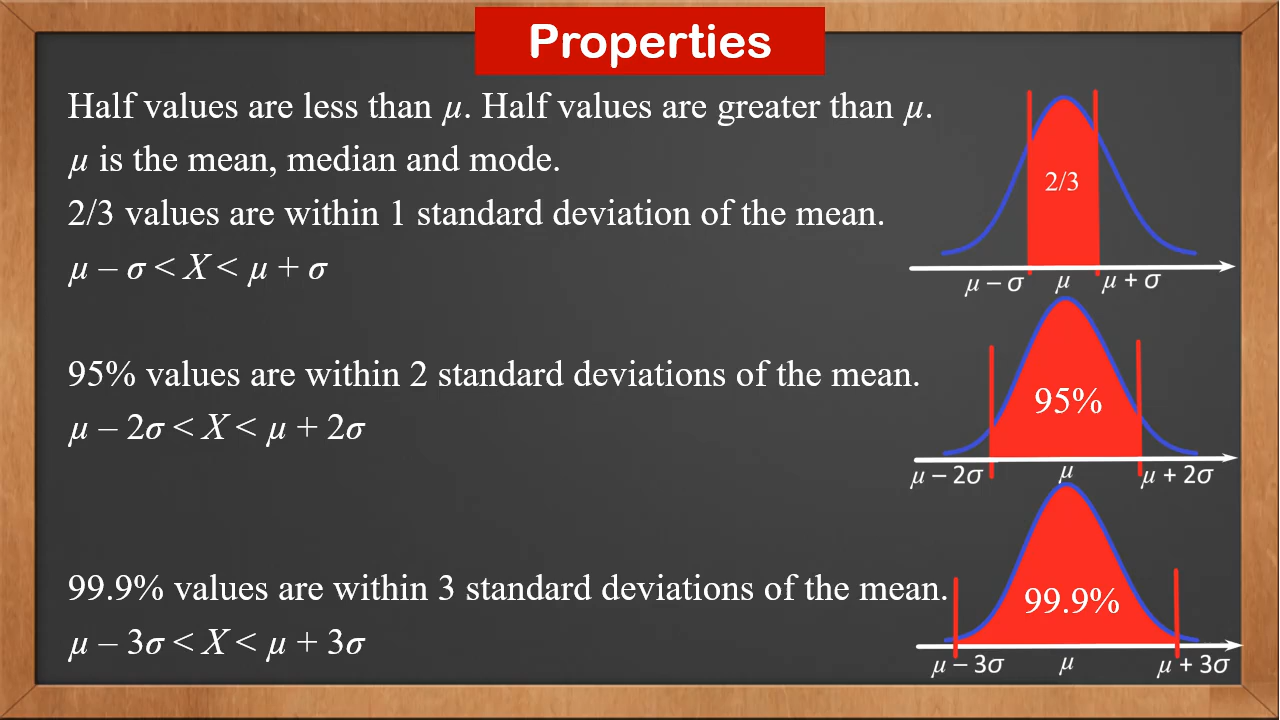 Properties
Half values are less than μ. Half values are greater than μ.
μ is the mean, median and mode.
2/3 values are within 1 standard deviation of the mean.
μ – σ < X < μ + σ
2/3
μ – σ μ μ + σ
95% values are within 2 standard deviations of the mean.
μ – 2σ < X < μ + 2σ
95%
μ – 2σ μ μ + 2σ
99.9% values are within 3 standard deviations of the mean.
μ – 3σ < X < μ + 3σ
99.9%
μ – 3σ μ μ + 3σ